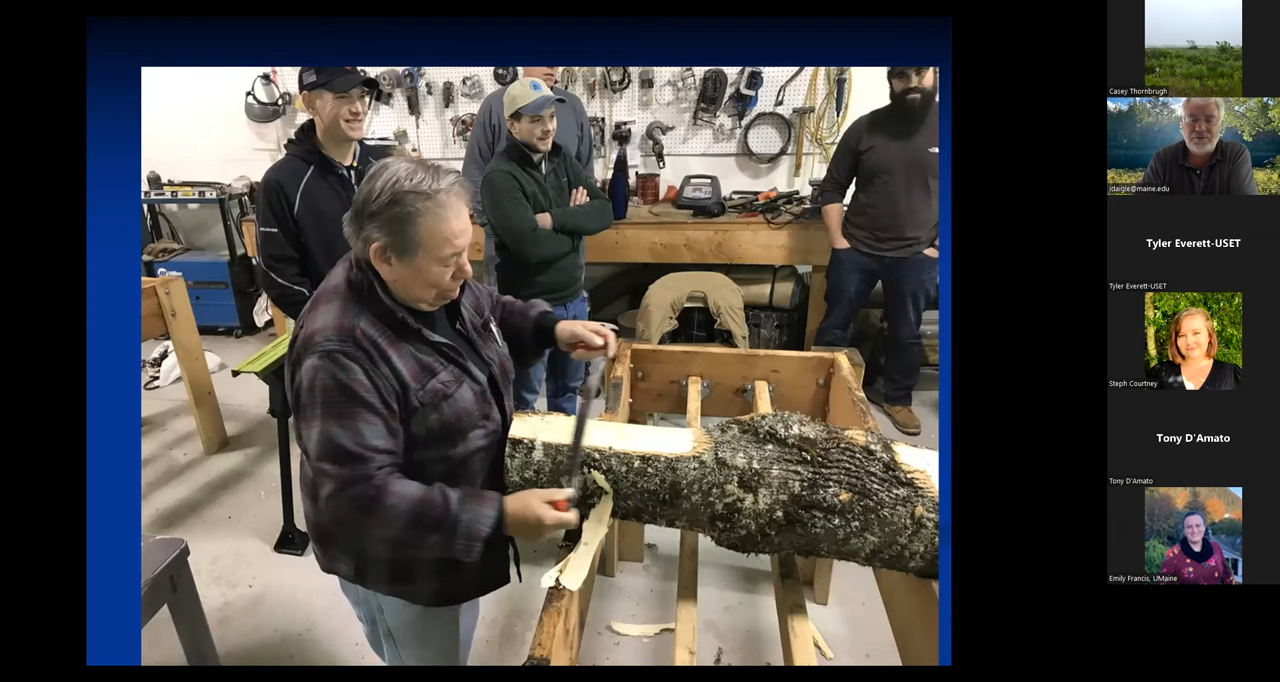 Casey Thornbrugh
jdaigle@maine.edu
Tyler Everett-USET
Tyler Everett-USET
Steph Courtney
Tony D'Amato
Tony D'Amato
Emily Francis, UMaine